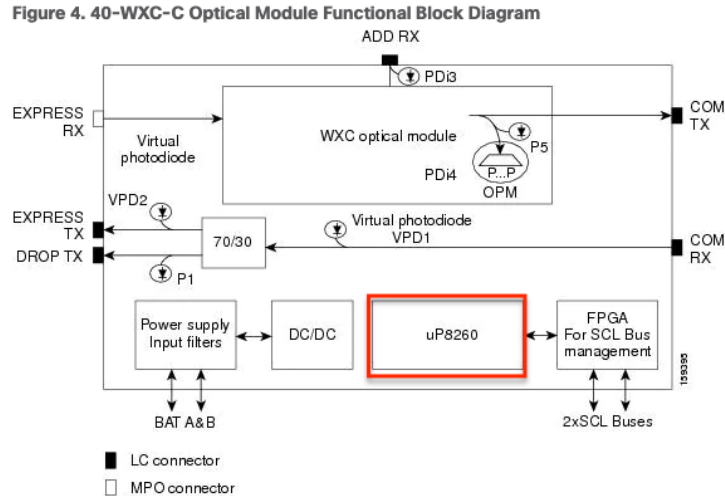 Figure 4. 40-WXC-C Optical Module Functional Block Diagram
ADD RX
PDi3
EXPRESS
RX
COM
TX
Virtual
photodiode
WXC optical module
P5
PDi4
P...P
OPM
VPD2
EXPRESS
TX
DROP TX
70/30
P1
Virtual photodiode
VPD1
COM
RX
Power supply
Input filters
DC/DC
uP8260
FPGA
For SCL Bus
management
159395
BAT A&B
2xSCL Buses
LC connector
MPO connector